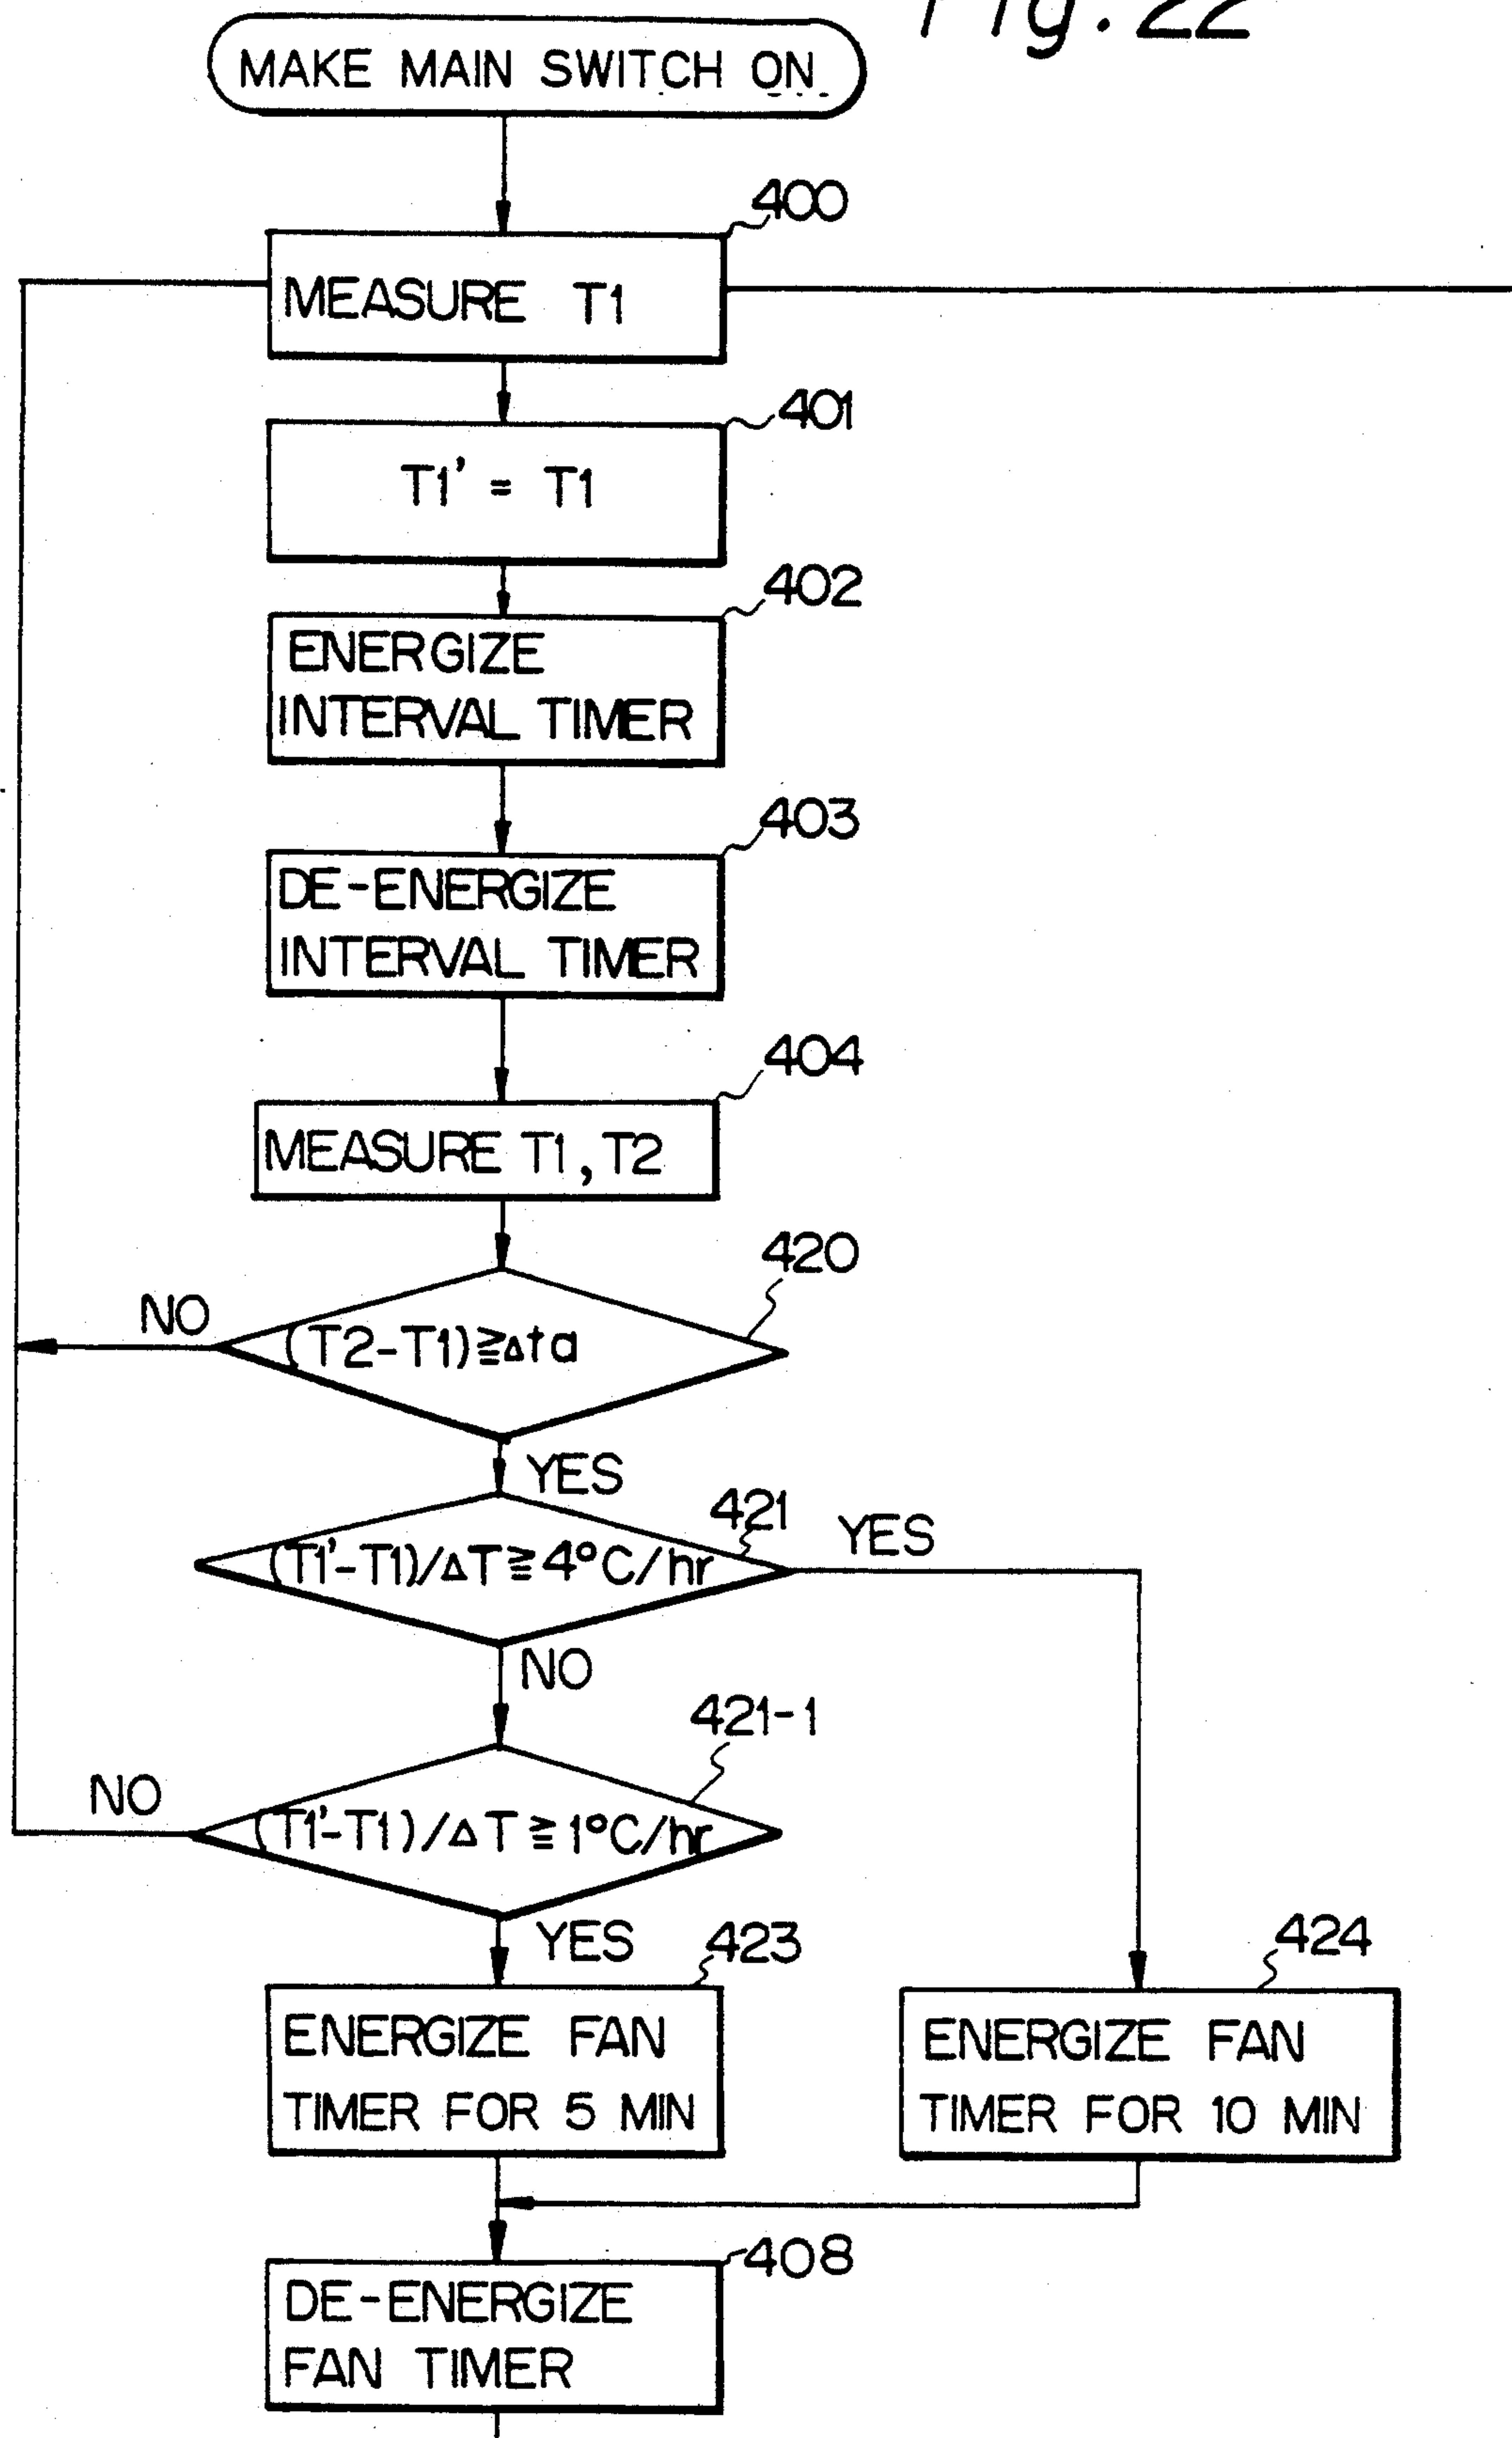 Fig. 22
MAKE MAIN SWITCH ON
400
MEASURE T1
401
T1' = T1
402
ENERGIZE
INTERVAL TIMER
403
DE-ENERGIZE
INTERVAL TIMER
404
MEASURE T1, T2
420
NO
(T2-T1)≧Δta
YES
421
YES
(T1'-T1)/ΔT≧4°C/hr
NO
421-1
NO
(T1'-T1)/ΔT≧1°C/hr
YES
423
424
ENERGIZE FAN
TIMER FOR 5 MIN
ENERGIZE FAN
TIMER FOR 10 MIN
408
DE-ENERGIZE
FAN TIMER